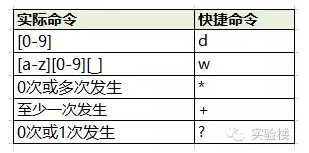 实际命令 快捷命令
[0-9] d
[a-z][0-9][_] w
0次或多次发生 *
至少一次发生 +
0次或1次发生 ?
实验楼